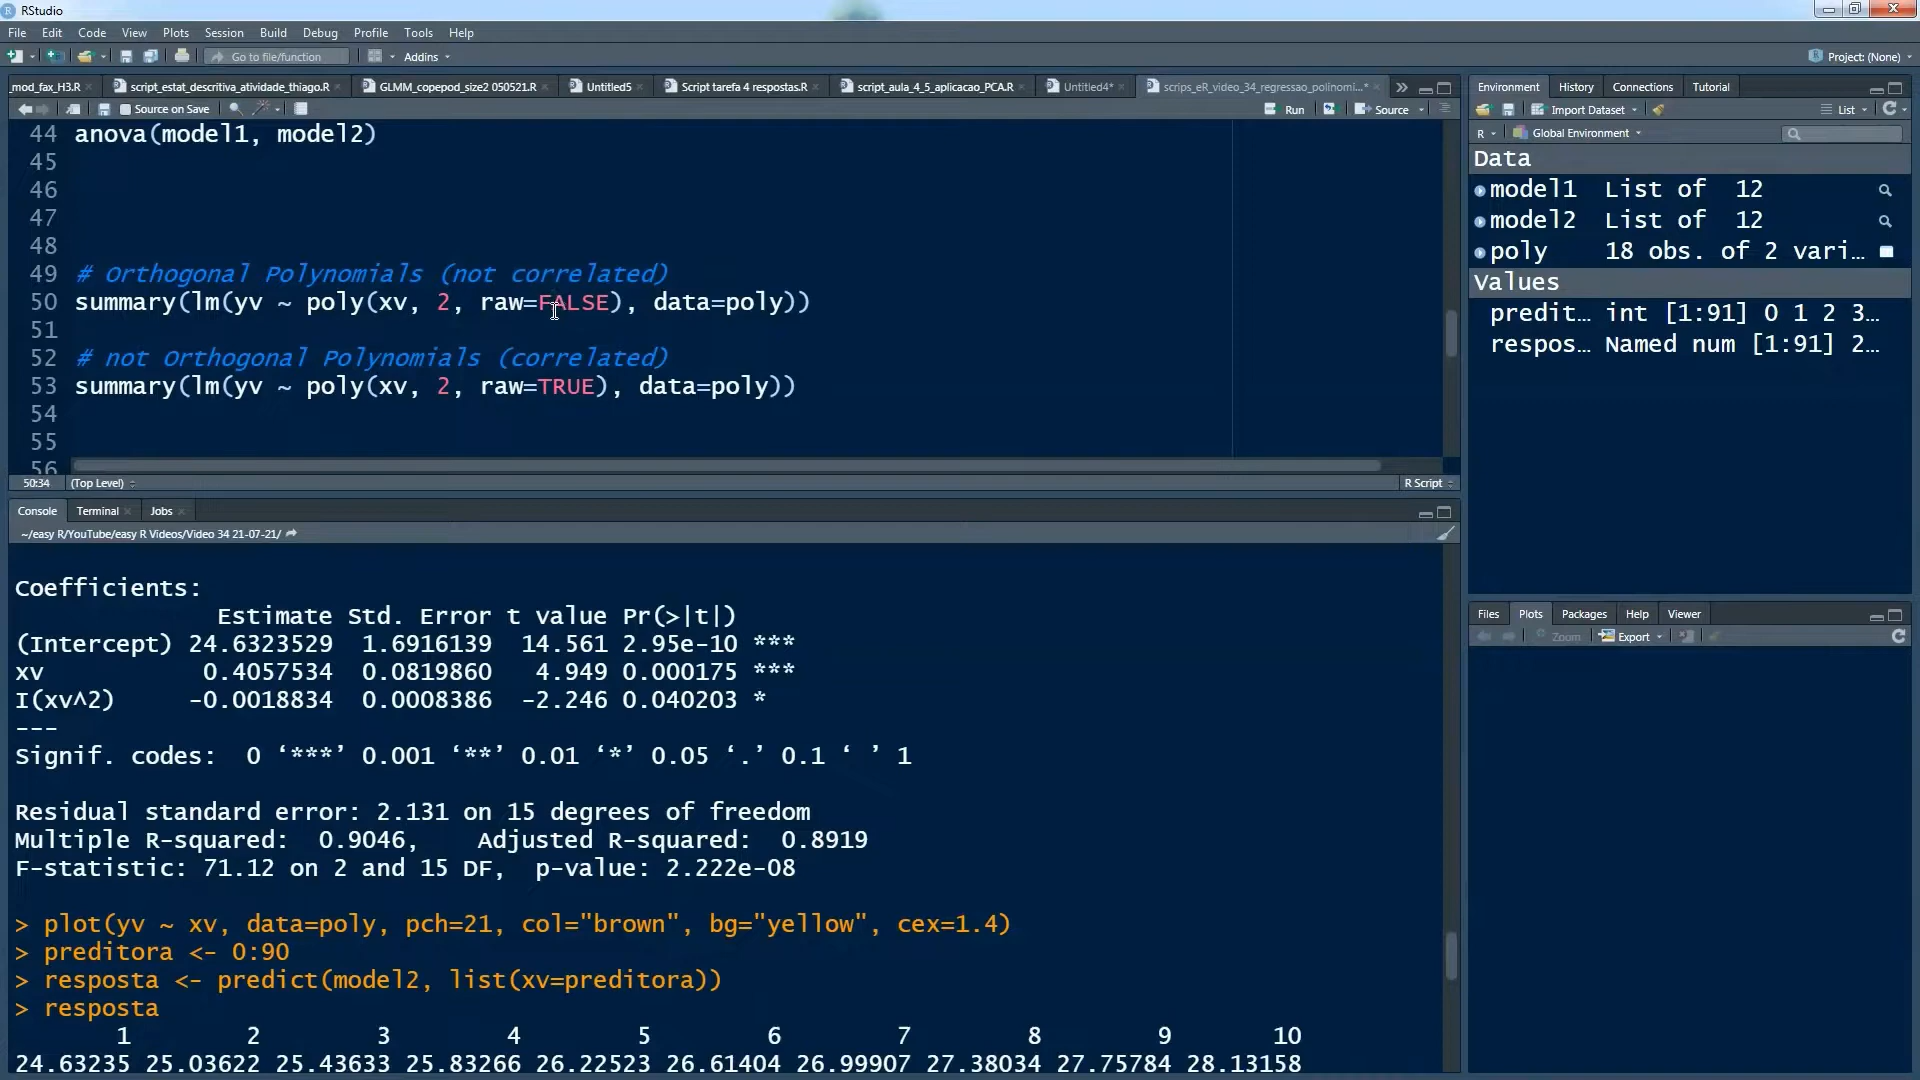 RStudio
File Edit Code View Plots Session Build Debug Profile Tools Help
Go to file/function
Addins
Project: (None)
_mod_fax_H3.R
script_estat_descritiva_atividade_thiago.R
GLMM_copepod_size2 050521.R
Untitled5
Script tarefa 4 respostas.R
script_aula_4_5_aplicacao_PCA.R
Untitled4*
scrips_eR_video_34_regressao_polinomi...*
Source on Save
Run
Source
44 anova(model1, model2)
45
46
47
48
49 # Orthogonal Polynomials (not correlated)
50 summary(lm(yv ~ poly(xv, 2, raw=FALSE), data=poly))
51
52 # not Orthogonal Polynomials (correlated)
53 summary(lm(yv ~ poly(xv, 2, raw=TRUE), data=poly))
54
55
56
50:34 (Top Level)
R Script
Console Terminal Jobs
~/easy R/YouTube/easy R Videos/Video 34 21-07-21/
Coefficients:
Estimate Std. Error t value Pr(>|t|)
(Intercept) 24.6323529 1.6916139 14.561 2.95e-10 ***
xv 0.4057534 0.0819860 4.949 0.000175 ***
I(xv^2) -0.0018834 0.0008386 -2.246 0.040203 *
---
Signif. codes: 0 ‘***’ 0.001 ‘**’ 0.01 ‘*’ 0.05 ‘.’ 0.1 ‘ ’ 1
Residual standard error: 2.131 on 15 degrees of freedom
Multiple R-squared: 0.9046, Adjusted R-squared: 0.8919
F-statistic: 71.12 on 2 and 15 DF, p-value: 2.222e-08
> plot(yv ~ xv, data=poly, pch=21, col="brown", bg="yellow", cex=1.4)
> preditora <- 0:90
> resposta <- predict(model2, list(xv=preditora))
> resposta
1 2 3 4 5 6 7 8 9 10
24.63235 25.03622 25.43633 25.83266 26.22523 26.61404 26.99907 27.38034 27.75784 28.13158
Environment History Connections Tutorial
Import Dataset
List
R
Global Environment
Data
model1 List of 12
model2 List of 12
poly 18 obs. of 2 vari…
Values
predit… int [1:91] 0 1 2 3…
respos… Named num [1:91] 2…
Files Plots Packages Help Viewer
Zoom
Export